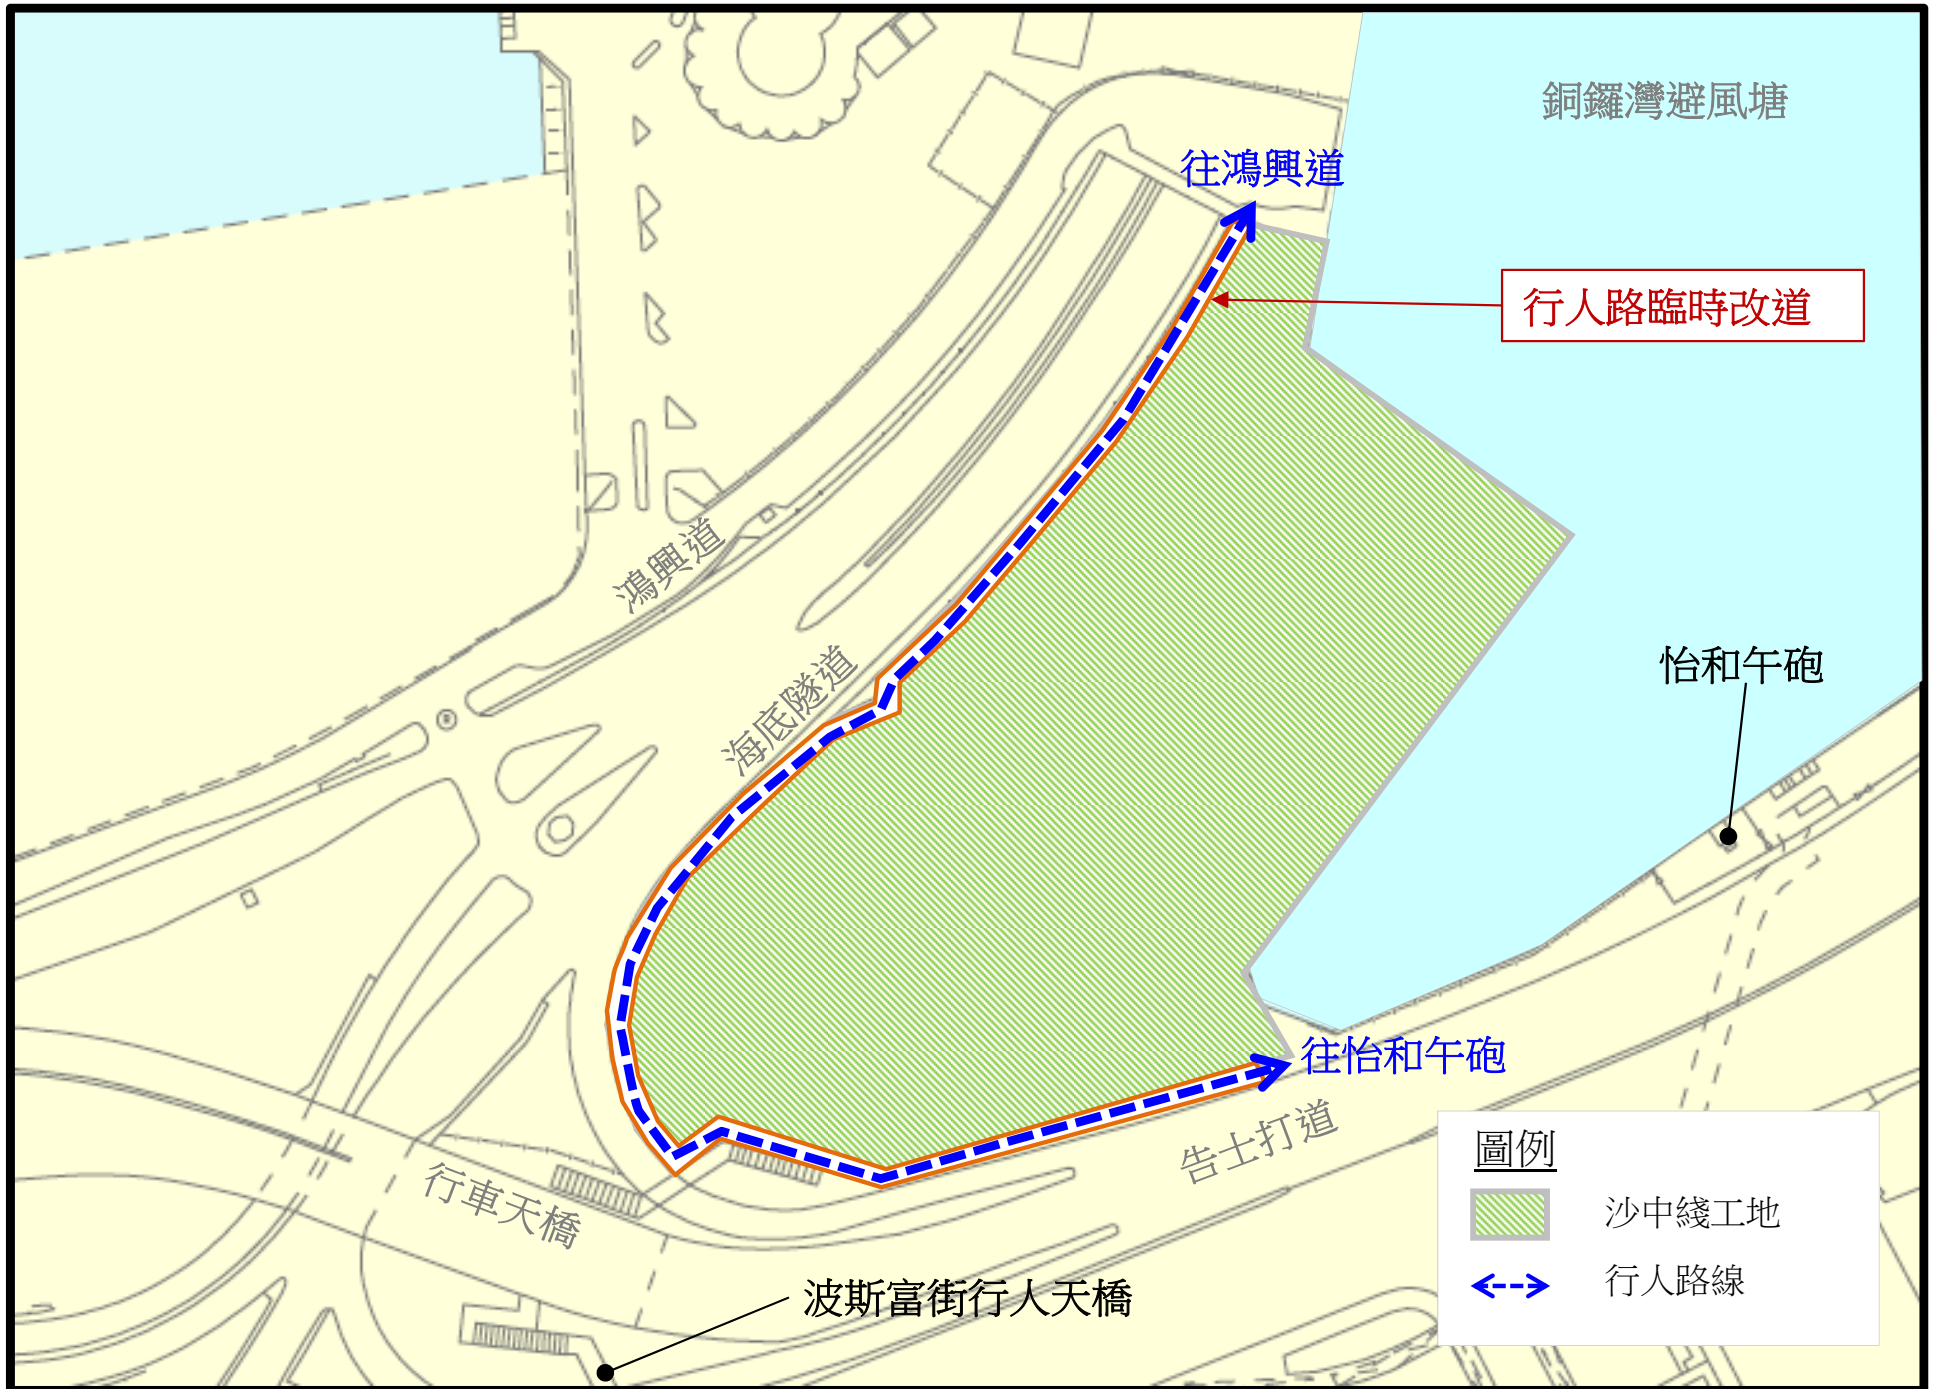 銅鑼灣避風塘
往鴻興道
行人路臨時改道
鴻興道
海底隧道
怡和午砲
往怡和午砲
告士打道
行車天橋
波斯富街行人天橋
圖例
沙中綫工地
行人路線